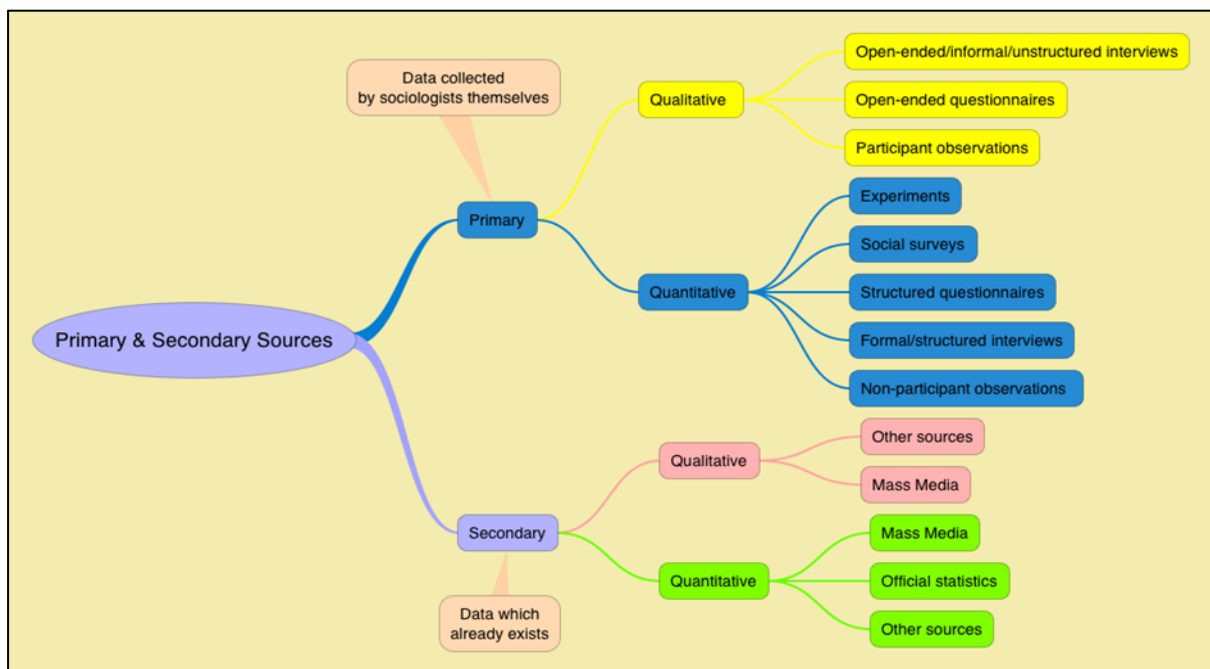 Primary & Secondary Sources
Data collected
by sociologists themselves
Primary
Qualitative
Open-ended/informal/unstructured interviews
Open-ended questionnaires
Participant observations
Quantitative
Experiments
Social surveys
Structured questionnaires
Formal/structured interviews
Non-participant observations
Secondary
Data which
already exists
Qualitative
Other sources
Mass Media
Quantitative
Mass Media
Official statistics
Other sources